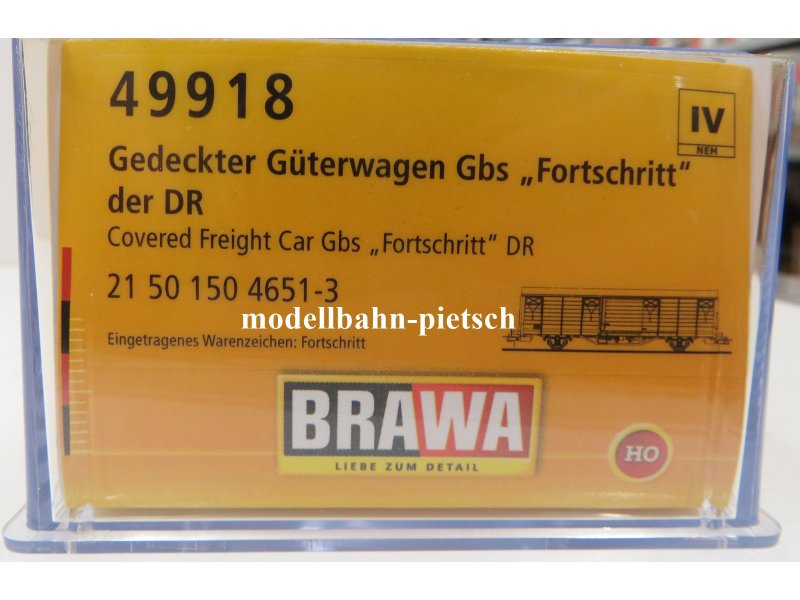 49918
IV
NEM
Gedeckter Güterwagen Gbs „Fortschritt“
der DR
Covered Freight Car Gbs „Fortschritt“ DR
21 50 150 4651-3
modellbahn-pietsch
Eingetragenes Warenzeichen: Fortschritt
BRAWA
LIEBE ZUM DETAIL
HO